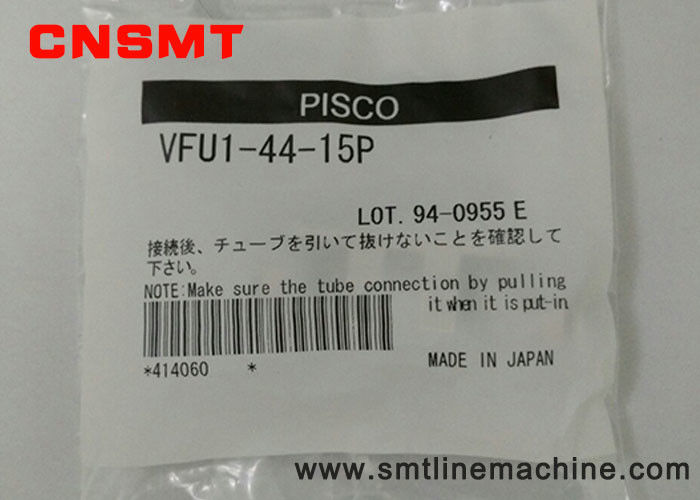 CNSMT
PISCO
VFU1-44-15P
LOT. 94-0955 E
接続後、チューブを引いて抜けないことを確認して
下さい。
NOTE:Make sure the tube connection by pulling
it when it is put-in
*414060 *
MADE IN JAPAN
www.smtlinemachine.com